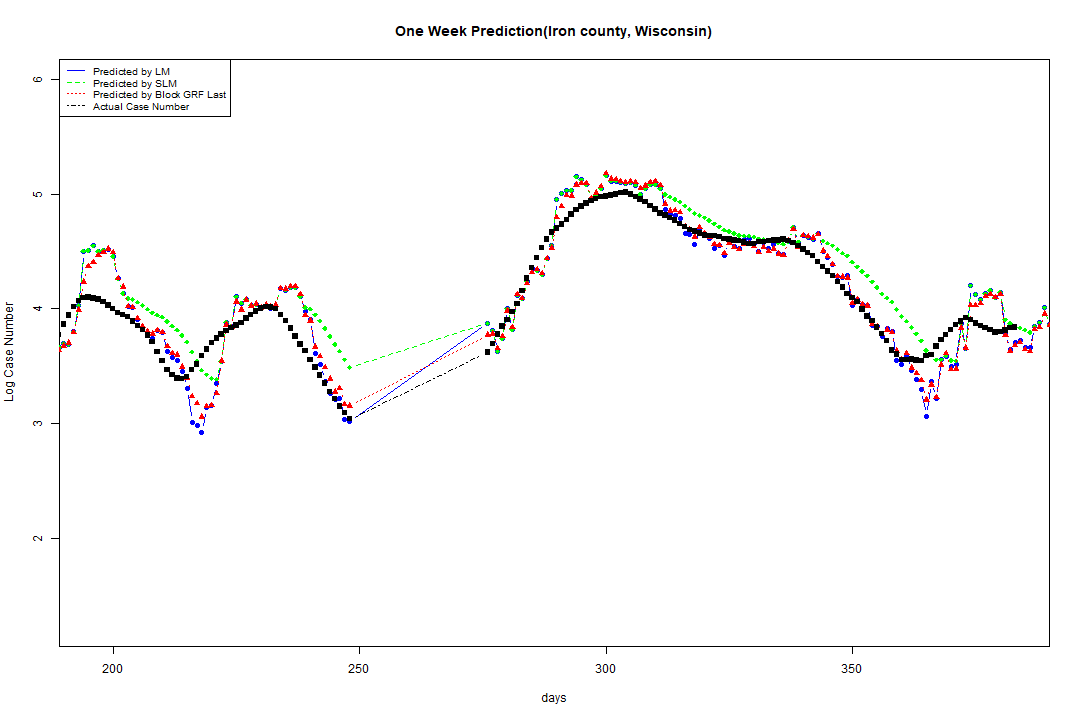 One Week Prediction(Iron county, Wisconsin)
Predicted by LM
Predicted by SLM
Predicted by Block GRF Last
Actual Case Number
6
5
4
3
2
Log Case Number
200 250 300 350
days